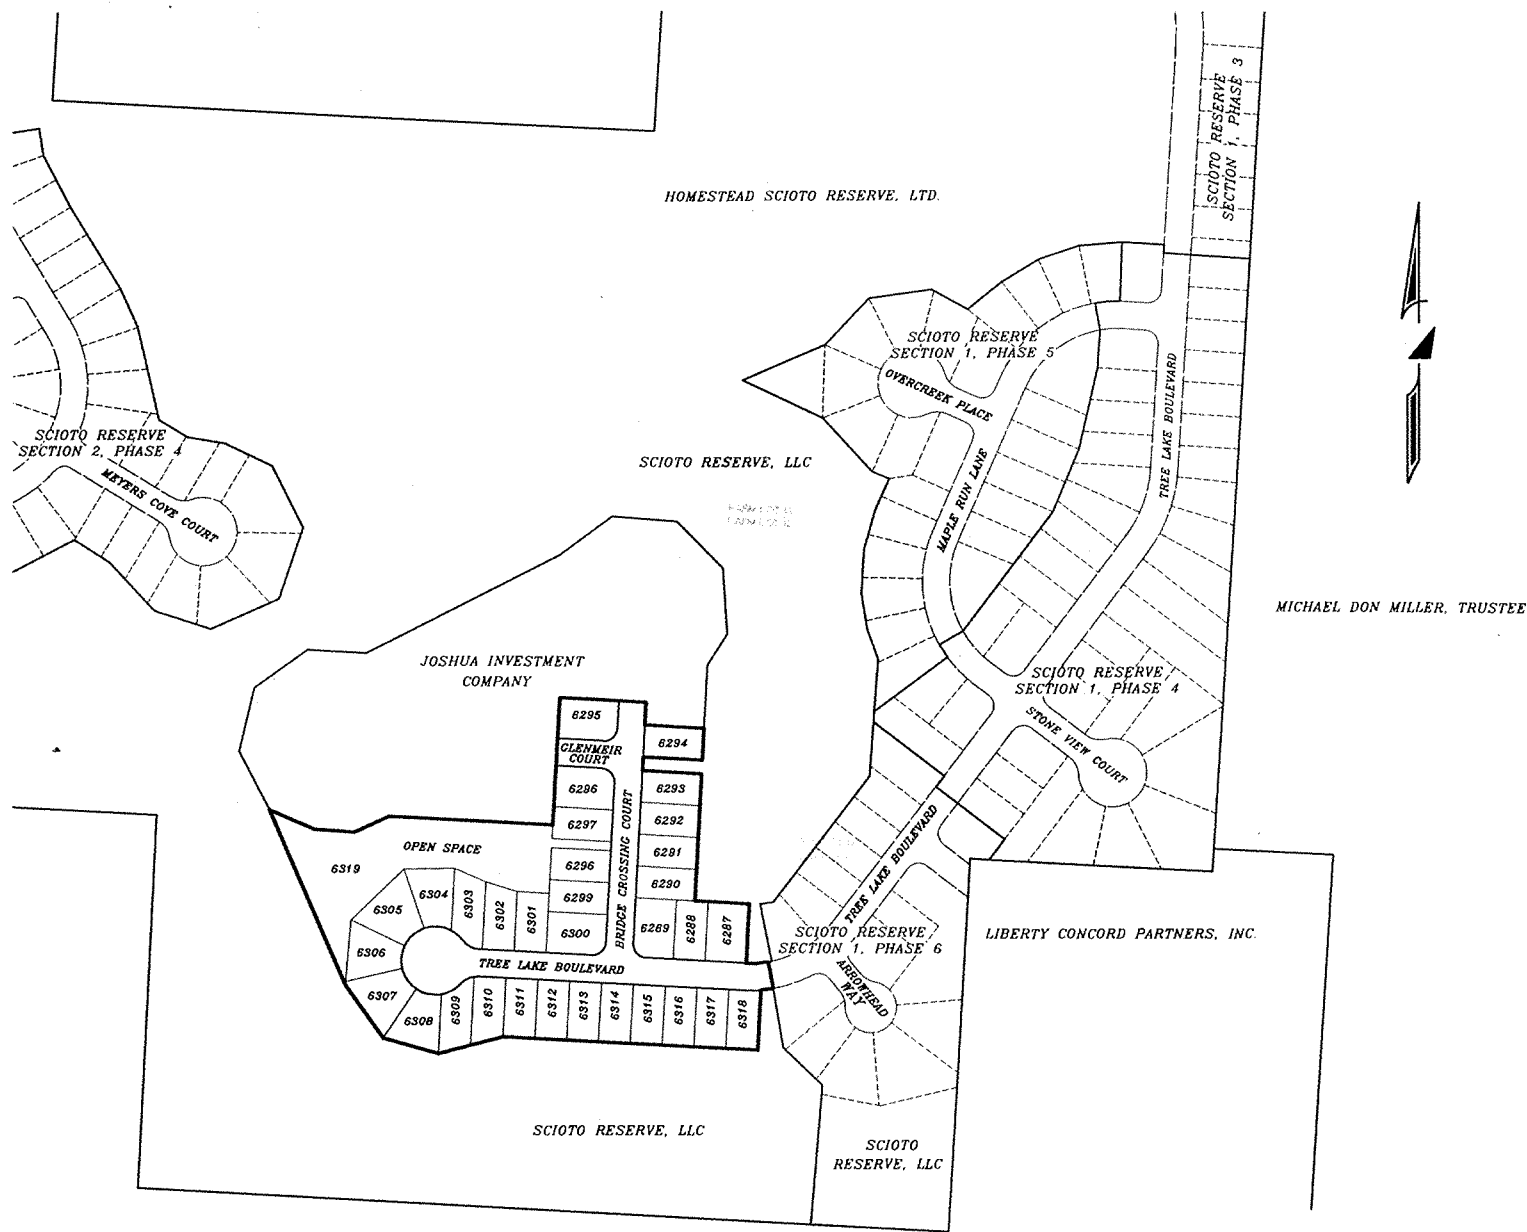 SCIOTO RESERVE
SECTION 1, PHASE 3
HOMESTEAD SCIOTO RESERVE, LTD.
SCIOTO RESERVE
SECTION 1, PHASE 5
OVERCREEK PLACE
TREE LAKE BOULEVARD
SCIOTO RESERVE
SECTION 2, PHASE 4
MEYERS COVE COURT
SCIOTO RESERVE, LLC
MAPLE RUN LANE
MICHAEL DON MILLER, TRUSTEE
JOSHUA INVESTMENT
COMPANY
SCIOTO RESERVE
SECTION 1, PHASE 4
STONE VIEW COURT
6295
6294
GLENMEIR
COURT
6296
6293
6297
6292
BRIDGE CROSSING COURT
TREE LAKE BOULEVARD
OPEN SPACE
6291
6319
6296
6290
6304
6303
6302
6301
6299
6305
6300
6289
6288
6287
SCIOTO RESERVE
SECTION 1, PHASE 6
LIBERTY CONCORD PARTNERS, INC.
6306
TREE LAKE BOULEVARD
ARROWHEAD
WAY
6307
6308
6309
6310
6311
6312
6313
6314
6315
6316
6317
6318
SCIOTO RESERVE, LLC
SCIOTO
RESERVE, LLC